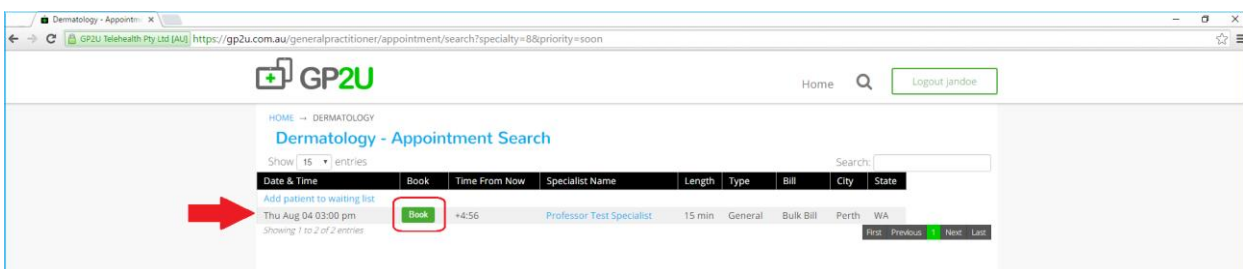 Dermatology - Appointm
GP2U Telehealth Pty Ltd [AU] https://gp2u.com.au/generalpractitioner/appointment/search?specialty=8&priority=soon
GP2U
Home
Logout jandoe
HOME → DERMATOLOGY
Dermatology - Appointment Search
Show 15 entries Search:
Date & Time Book Time From Now Specialist Name Length Type Bill City State
Add patient to waiting list
Thu Aug 04 03:00 pm Book +4:56 Professor Test Specialist 15 min General Bulk Bill Perth WA
Showing 1 to 2 of 2 entries
First Previous 1 Next Last